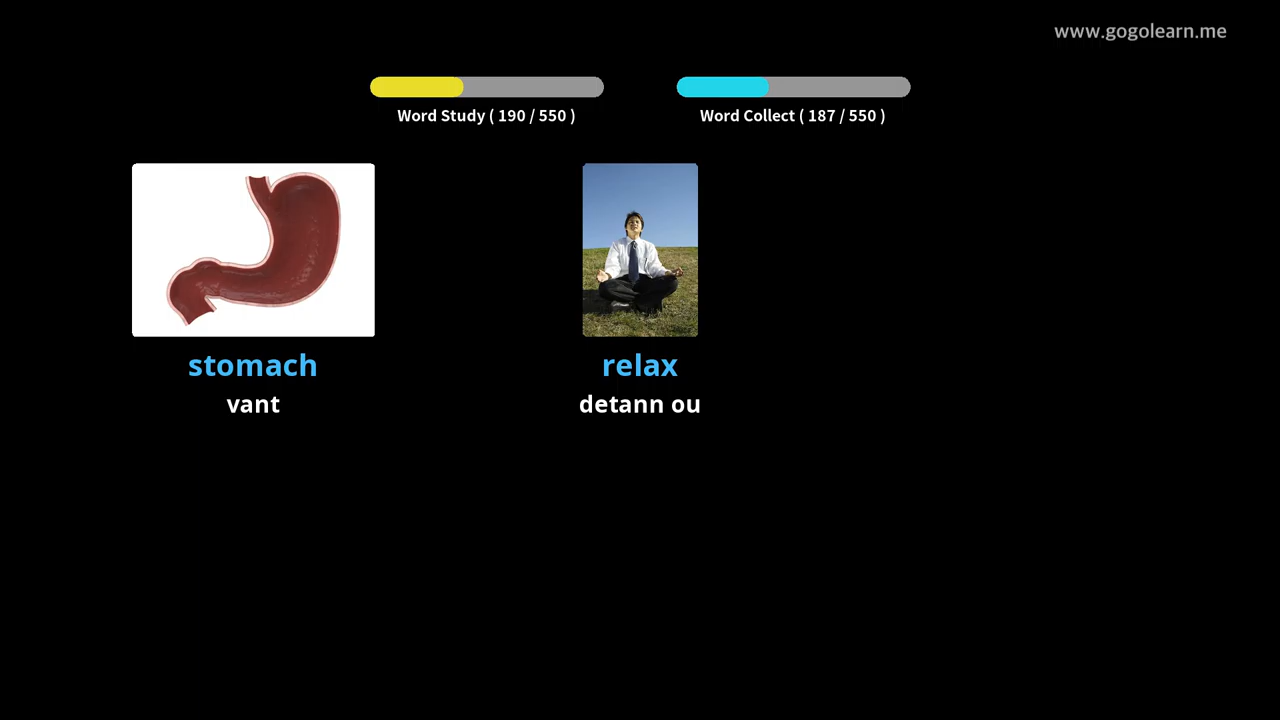 www.gogolearn.me
Word Study ( 190 / 550 )
Word Collect ( 187 / 550 )
stomach
vant
relax
detann ou